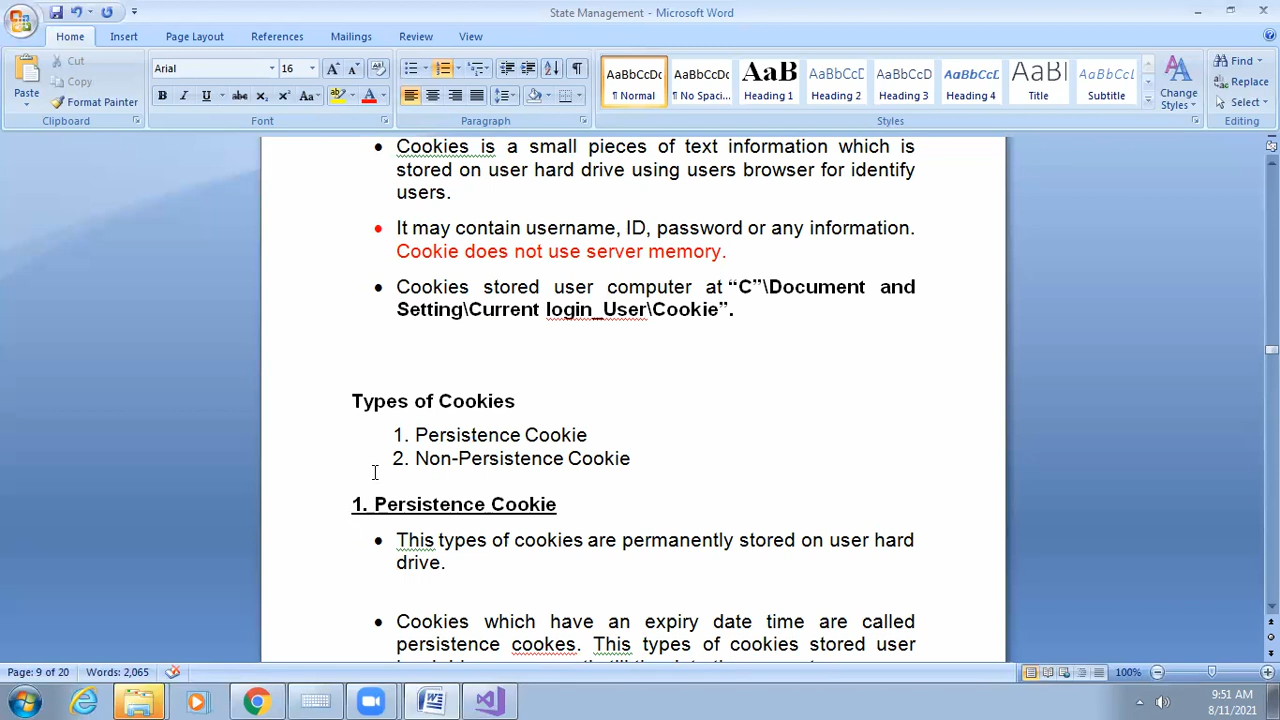 State Management - Microsoft Word
Home Insert Page Layout References Mailings Review View
Paste
Cut
Copy
Format Painter
Clipboard
Arial 16
Font
Paragraph
AaBbCcDc AaBbCcDc AaB AaBbCcE AaBbCcDc AaBbCcL AaB AaBbCcDc
¶ Normal ¶ No Spaci... Heading 1 Heading 2 Heading 3 Heading 4 Title Subtitle
Change Styles
Styles
Find
Replace
Select
Editing
• Cookies is a small pieces of text information which is
stored on user hard drive using users browser for identify
users.
• It may contain username, ID, password or any information.
Cookie does not use server memory.
• Cookies stored user computer at “C”\Document and
Setting\Current login_User\Cookie”.
Types of Cookies
1. Persistence Cookie
2. Non-Persistence Cookie
1. Persistence Cookie
• This types of cookies are permanently stored on user hard
drive.
• Cookies which have an expiry date time are called
persistence cookes. This types of cookies stored user
Page: 9 of 20 Words: 2,065 100%
9:51 AM
8/11/2021